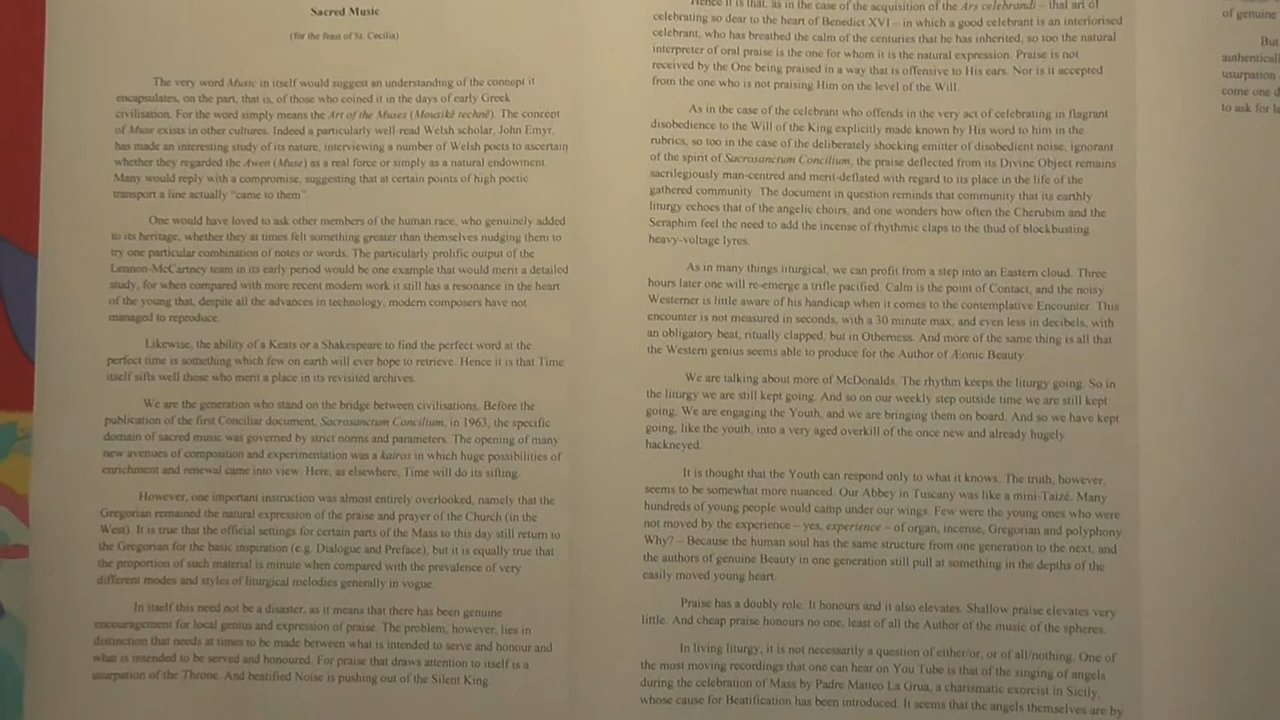 Sacred Music
(for the feast of St. Cecilia)
The very word Music in itself would suggest an understanding of the concept it
encapsulates, on the part, that is, of those who coined it in the days of early Greek
civilisation. For the word simply means the Art of the Muses (Mousikē technē). The concept
of Muse exists in other cultures. Indeed a particularly well-read Welsh scholar, John Emyr,
has made an interesting study of its nature, interviewing a number of Welsh poets to ascertain
whether they regarded the Awen (Muse) as a real force or simply as a natural endowment.
Many would reply with a compromise, suggesting that at certain points of high poetic
transport a line actually "came to them"
One would have loved to ask other members of the human race, who genuinely added
to its heritage, whether they at times felt something greater than themselves nudging them to
try one particular combination of notes or words. The particularly prolific output of the
Lennon-McCartney team in its early period would be one example that would merit a detailed
study, for when compared with more recent modern work it still has a resonance in the heart
of the young that, despite all the advances in technology, modern composers have not
managed to reproduce.
Likewise, the ability of a Keats or a Shakespeare to find the perfect word at the
perfect time is something which few on earth will ever hope to retrieve. Hence it is that Time
itself sifts well those who merit a place in its revisited archives.
We are the generation who stand on the bridge between civilisations. Before the
publication of the first Conciliar document, Sacrosanctum Concilium, in 1963, the specific
domain of sacred music was governed by strict norms and parameters. The opening of many
new avenues of composition and experimentation was a kairos in which huge possibilities of
enrichment and renewal came into view. Here, as elsewhere, Time will do its sifting.
However, one important instruction was almost entirely overlooked, namely that the
Gregorian remained the natural expression of the praise and prayer of the Church (in the
West). It is true that the official settings for certain parts of the Mass to this day still return to
the Gregorian for the basic inspiration (e.g. Dialogue and Preface), but it is equally true that
the proportion of such material is minute when compared with the prevalence of very
different modes and styles of liturgical melodies generally in vogue.
In itself this need not be a disaster, as it means that there has been genuine
encouragement for local genius and expression of praise. The problem, however, lies in
distinction that needs at times to be made between what is intended to serve and honour and
what is intended to be served and honoured. For praise that draws attention to itself is a
usurpation of the Throne. And beatified Noise is pushing out of the Silent King.
Hence it is that, as in the case of the acquisition of the Ars celebrandi – that art of
celebrating so dear to the heart of Benedict XVI – in which a good celebrant is an interiorised
celebrant, who has breathed the calm of the centuries that he has inherited, so too the natural
interpreter of oral praise is the one for whom it is the natural expression. Praise is not
received by the One being praised in a way that is offensive to His ears. Nor is it accepted
from the one who is not praising Him on the level of the Will.
As in the case of the celebrant who offends in the very act of celebrating in flagrant
disobedience to the Will of the King explicitly made known by His word to him in the
rubrics, so too in the case of the deliberately shocking emitter of disobedient noise, ignorant
of the spirit of Sacrosanctum Concilium, the praise deflected from its Divine Object remains
sacrilegiously man-centred and merit-deflated with regard to its place in the life of the
gathered community. The document in question reminds that community that its earthly
liturgy echoes that of the angelic choirs, and one wonders how often the Cherubim and the
Seraphim feel the need to add the incense of rhythmic claps to the thud of blockbusting
heavy-voltage lyres.
As in many things liturgical, we can profit from a step into an Eastern cloud. Three
hours later one will re-emerge a trifle pacified. Calm is the point of Contact, and the noisy
Westerner is little aware of his handicap when it comes to the contemplative Encounter. This
encounter is not measured in seconds, with a 30 minute max, and even less in decibels, with
an obligatory beat, ritually clapped, but in Otherness. And more of the same thing is all that
the Western genius seems able to produce for the Author of Æonic Beauty.
We are talking about more of McDonalds. The rhythm keeps the liturgy going. So in
the liturgy we are still kept going. And so on our weekly step outside time we are still kept
going. We are engaging the Youth, and we are bringing them on board. And so we have kept
going, like the youth, into a very aged overkill of the once new and already hugely
hackneyed.
It is thought that the Youth can respond only to what it knows. The truth, however,
seems to be somewhat more nuanced. Our Abbey in Tuscany was like a mini-Taizé. Many
hundreds of young people would camp under our wings. Few were the young ones who were
not moved by the experience – yes, experience – of organ, incense, Gregorian and polyphony.
Why? – Because the human soul has the same structure from one generation to the next, and
the authors of genuine Beauty in one generation still pull at something in the depths of the
easily moved young heart.
Praise has a doubly role. It honours and it also elevates. Shallow praise elevates very
little. And cheap praise honours no one, least of all the Author of the music of the spheres.
In living liturgy, it is not necessarily a question of either/or, or of all/nothing. One of
the most moving recordings that one can hear on You Tube is that of the singing of angels
during the celebration of Mass by Padre Matteo La Grua, a charismatic exorcist in Sicily,
whose cause for Beatification has been introduced. It seems that the angels themselves are by
of genuine
But
usurpation
come one
to ask for